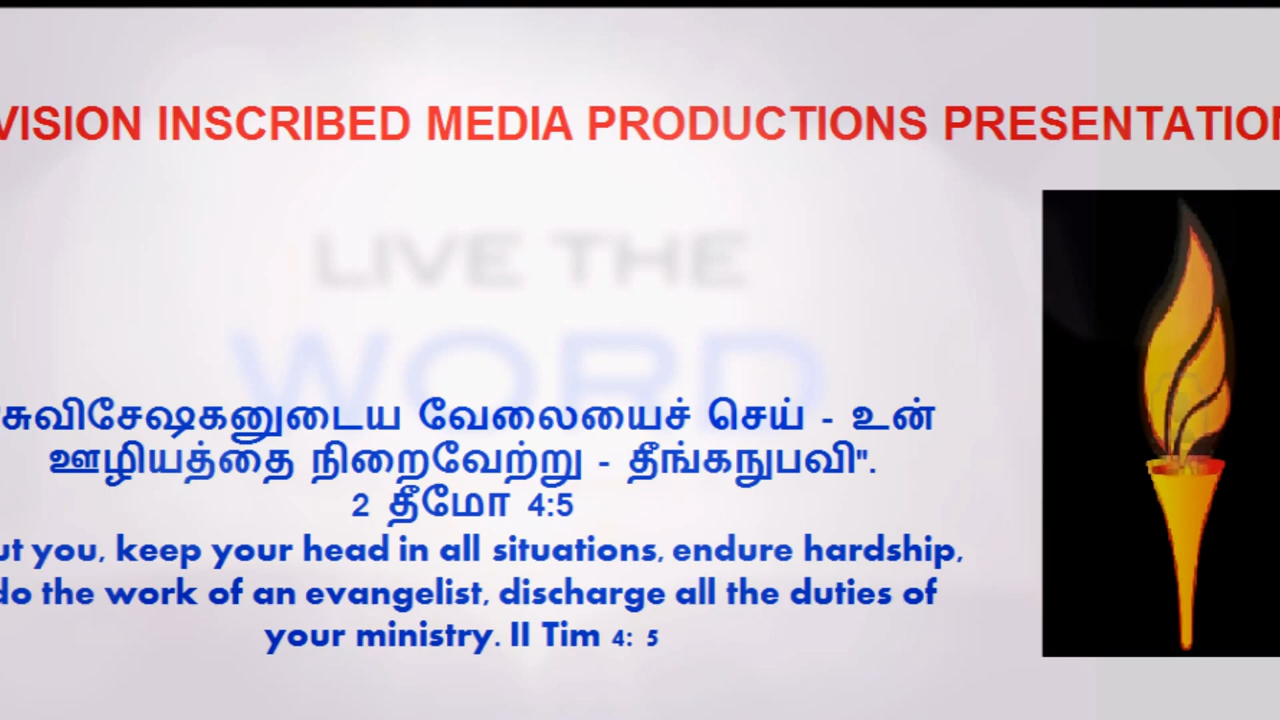 VISION INSCRIBED MEDIA PRODUCTIONS PRESENTATION
LIVE THE
WORD
சுவிசேஷகனுடைய வேலையைச் செய் - உன்
ஊழியத்தை நிறைவேற்று - தீங்கநுபவி".
2 தீமோ 4:5
ut you, keep your head in all situations, endure hardship,
do the work of an evangelist, discharge all the duties of
your ministry. II Tim 4: 5